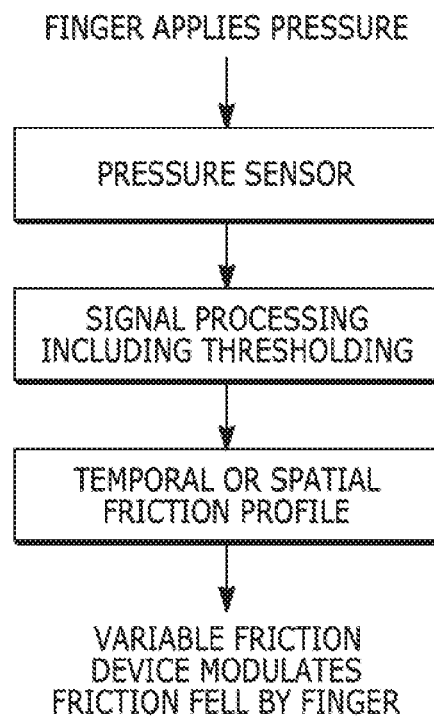 FINGER APPLIES PRESSURE
PRESSURE SENSOR
SIGNAL PROCESSING
INCLUDING THRESHOLDING
TEMPORAL OR SPATIAL
FRICTION PROFILE
VARIABLE FRICTION
DEVICE MODULATES
FRICTION FELL BY FINGER